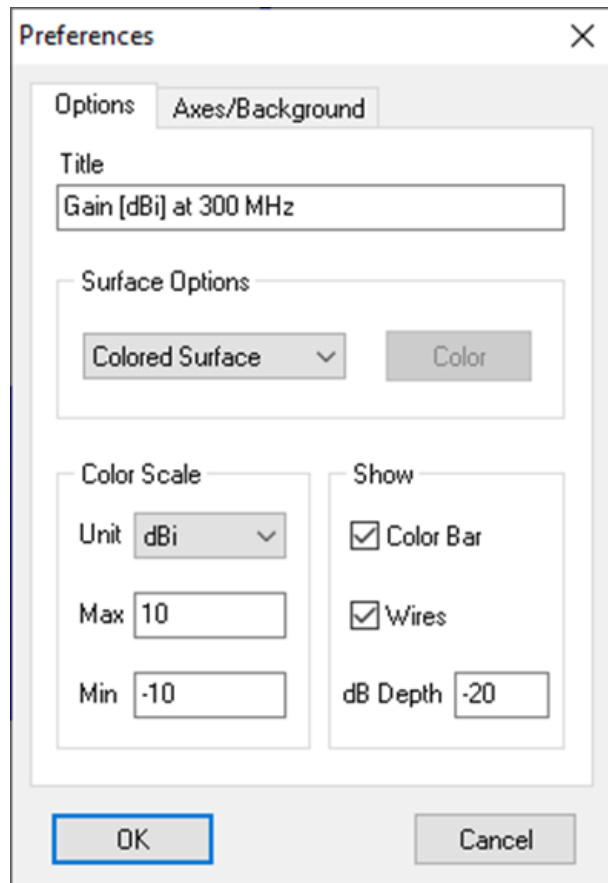 Preferences
Options
Axes/Background
Title
Gain [dBi] at 300 MHz
Surface Options
Colored Surface
Color
Color Scale
Show
Unit dBi
Color Bar
Max 10
Wires
Min -10
dB Depth -20
OK
Cancel